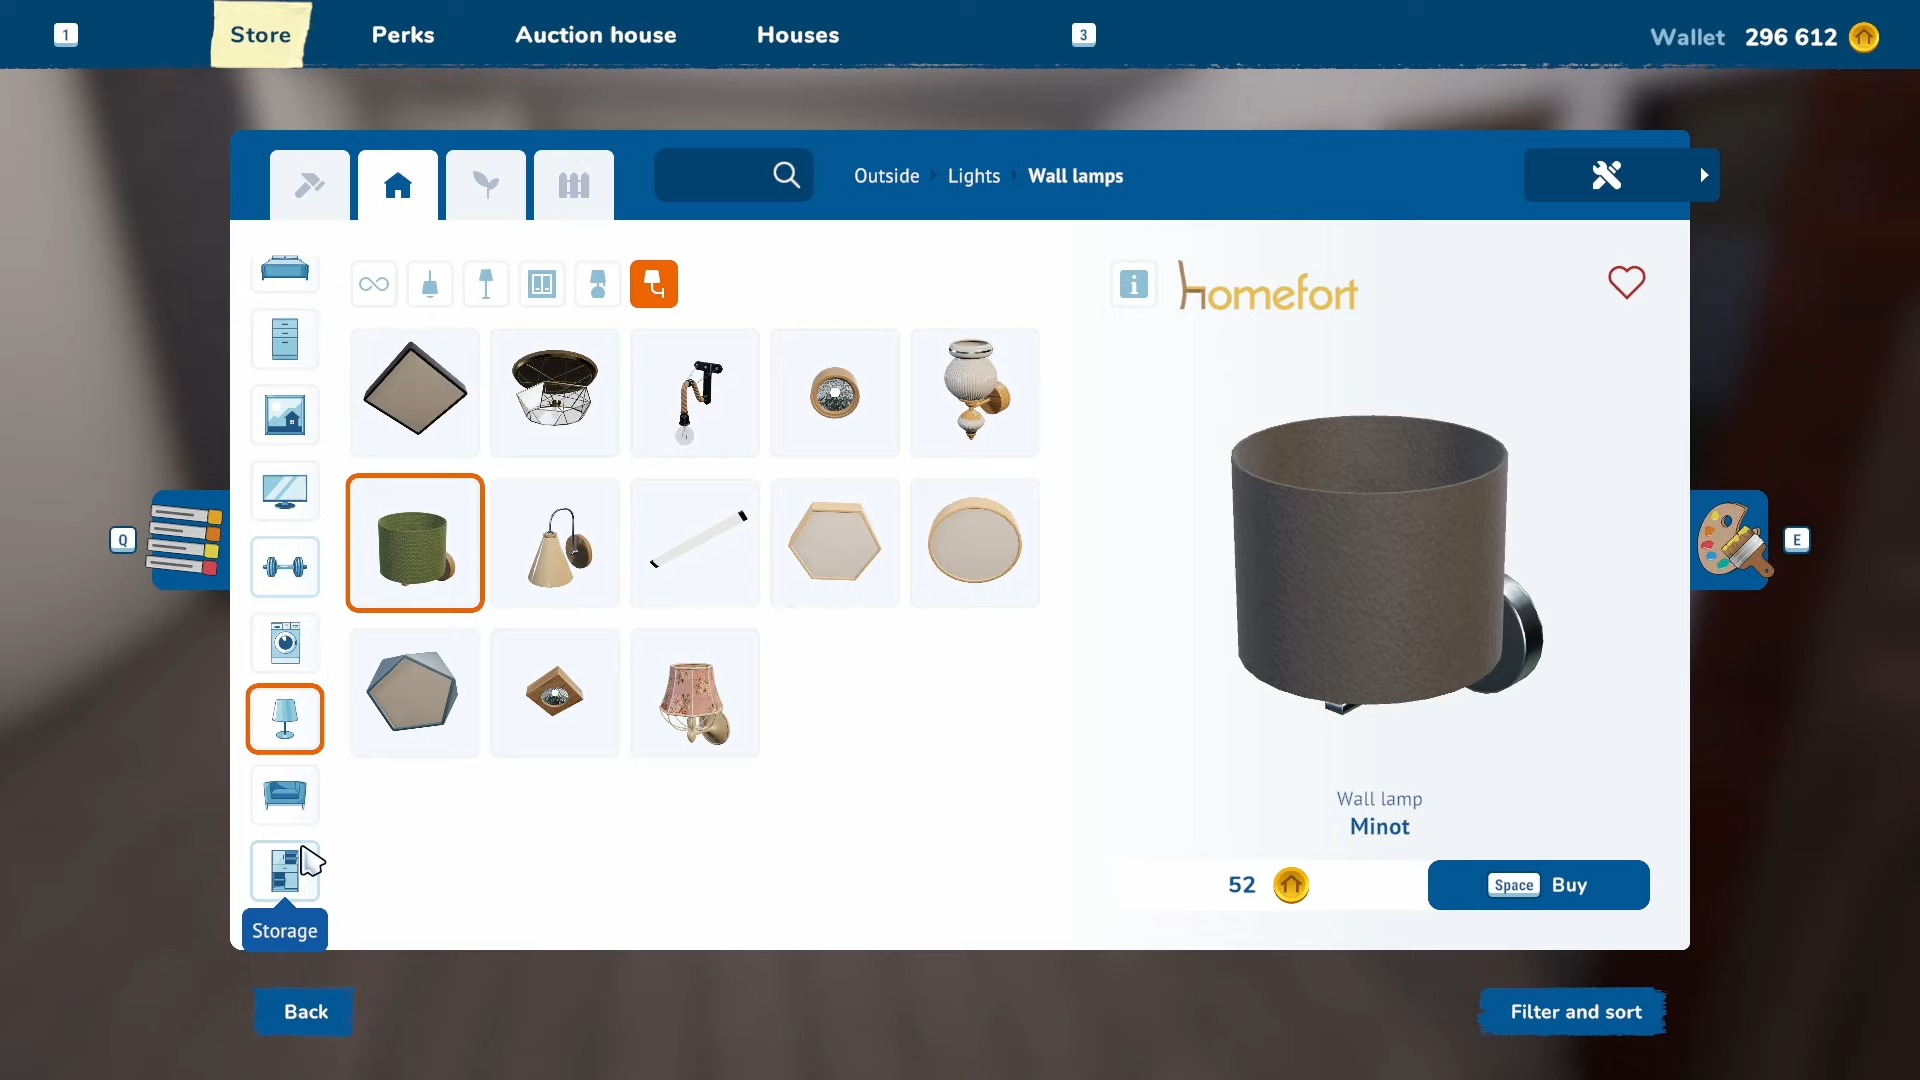 1
Store
Perks
Auction house
Houses
3
Wallet 296 612
Outside
Lights
Wall lamps
i
homefort
Q
E
Wall lamp
Minot
52
Space Buy
Storage
Back
Filter and sort